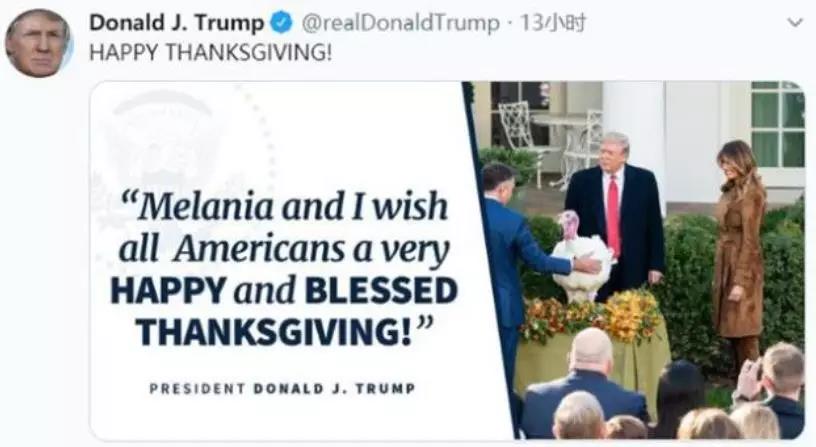 Donald J. Trump @realDonaldTrump · 13小时
HAPPY THANKSGIVING!
“Melania and I wish
all Americans a very
HAPPY and BLESSED
THANKSGIVING!”
PRESIDENT DONALD J. TRUMP